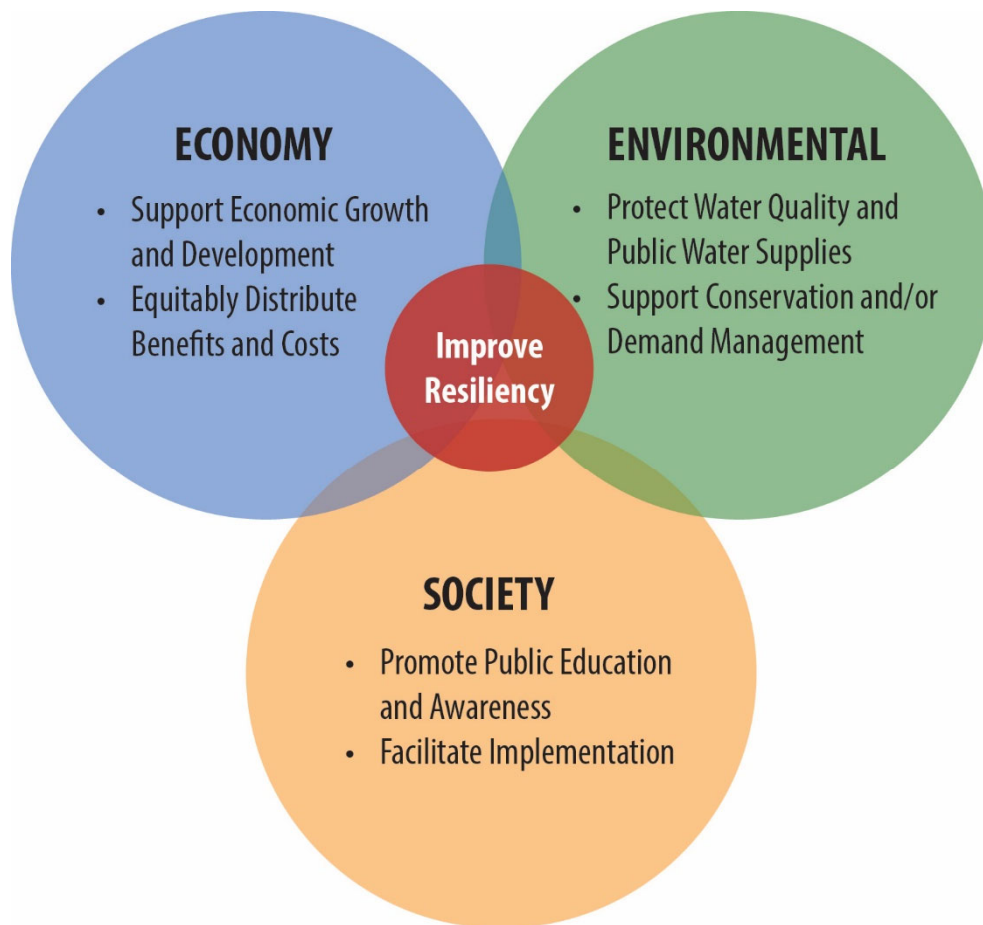 ECONOMY
• Support Economic Growth
and Development
• Equitably Distribute
Benefits and Costs
ENVIRONMENTAL
• Protect Water Quality and
Public Water Supplies
• Support Conservation and/or
Demand Management
Improve
Resiliency
SOCIETY
• Promote Public Education
and Awareness
• Facilitate Implementation